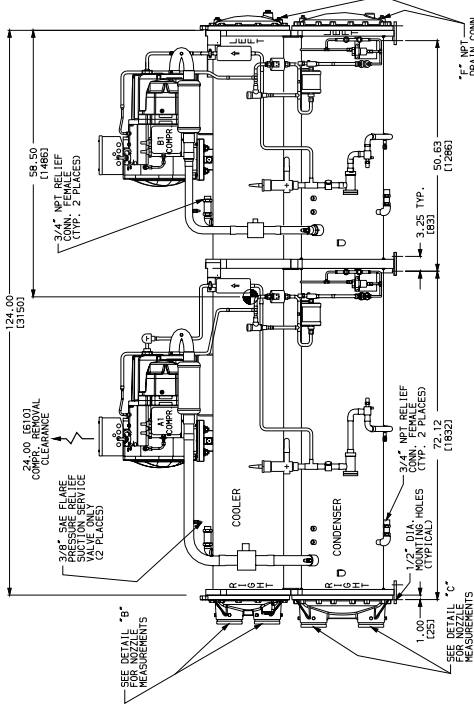 124.00
[3150]
58.50
[1486]
24.00 [610]
COMPR. REMOVAL
CLEARANCE
3/4" NPT RELIEF
CONN. FEMALE
(TYP. 2 PLACES)
3/8" SAE FLARE
PRESSURE RELIEF
SUCTION SERVICE
VALVE ONLY
(2 PLACES)
A1
COMPR.
B1
COMPR.
SEE DETAIL "B"
FOR NOZZLE
MEASUREMENTS
RIGHT
COOLER
LEFT
RIGHT
CONDENSER
LEFT
"F" NPT
DRAIN CONN.
3.25 TYP.
[83]
50.63
[1286]
3/4" NPT RELIEF
CONN. FEMALE
(TYP. 2 PLACES)
72.12
[1832]
1/2" DIA.
MOUNTING HOLES
(TYPICAL)
1.00
[25]
SEE DETAIL "C"
FOR NOZZLE
MEASUREMENTS